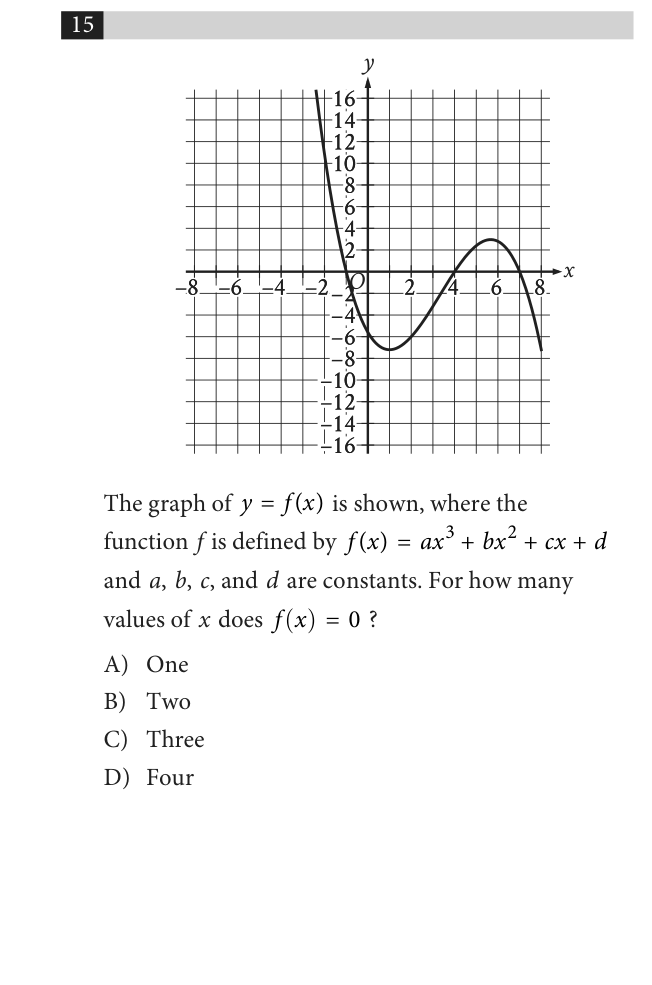 15
y
16
14
12
10
8
6
4
2
–8 –6 –4 –2 O 2 4 6 8 x
–2
–4
–6
–8
–10
–12
–14
–16
The graph of y = f(x) is shown, where the
function f is defined by f(x) = ax³ + bx² + cx + d
and a, b, c, and d are constants. For how many
values of x does f(x) = 0 ?
A) One
B) Two
C) Three
D) Four